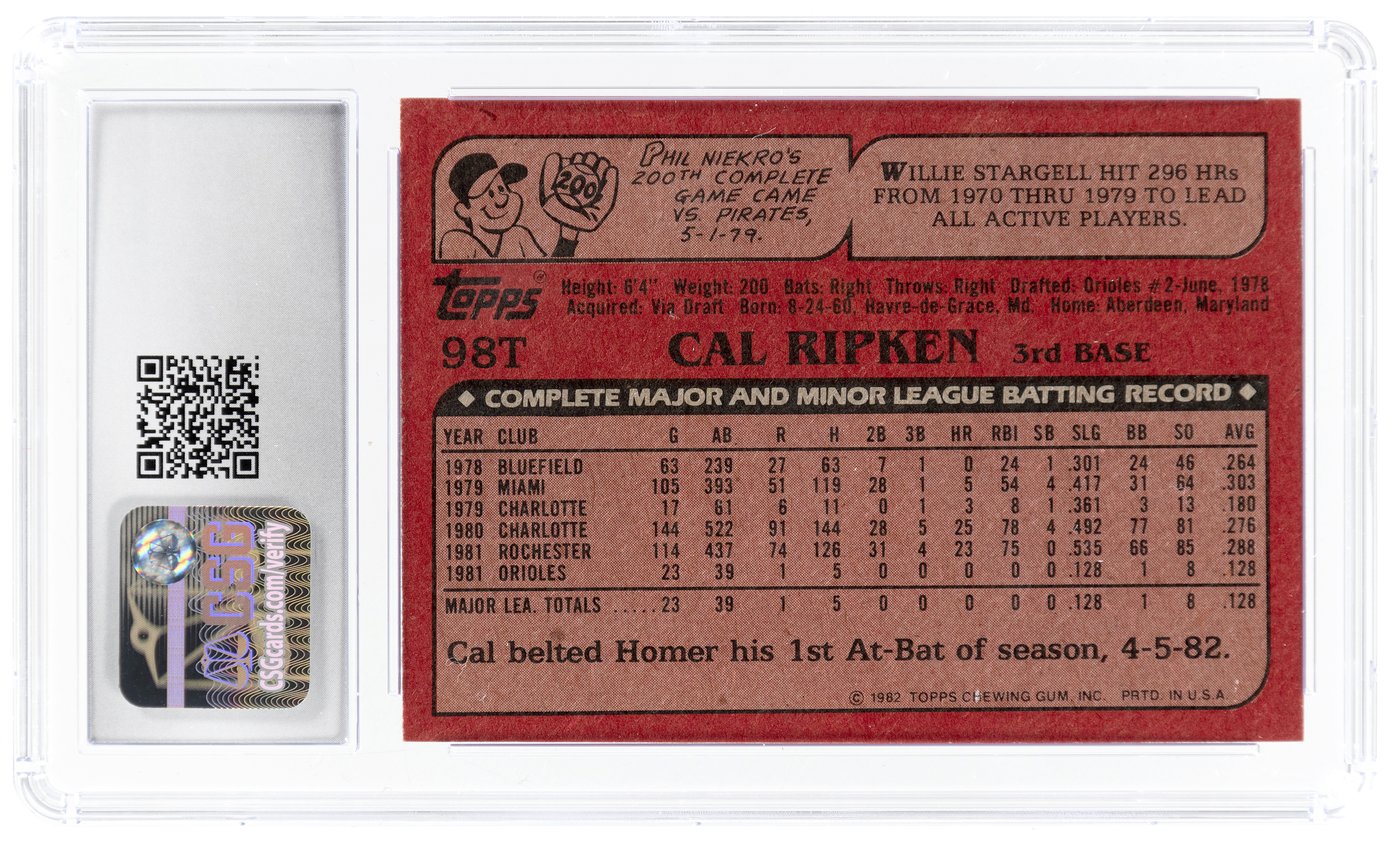 PHIL NIEKRO'S
200TH COMPLETE
GAME CAME
VS. PIRATES,
5-1-79.
200!
WILLIE STARGELL HIT 296 HRs
FROM 1970 THRU 1979 TO LEAD
ALL ACTIVE PLAYERS.
topps ® Height: 6'4" Weight: 200 Bats: Right Throws: Right Drafted: Orioles #2-June, 1978
Acquired: Via Draft Born: 8-24-60, Havre-de-Grace, Md. Home: Aberdeen, Maryland
98T CAL RIPKEN 3rd BASE
◆ COMPLETE MAJOR AND MINOR LEAGUE BATTING RECORD ◆
YEAR CLUB G AB R H 2B 3B HR RBI SB SLG BB SO AVG
1978 BLUEFIELD 63 239 27 63 7 1 0 24 1 .301 24 46 .264
1979 MIAMI 105 393 51 119 28 1 5 54 4 .417 31 64 .303
1979 CHARLOTTE 17 61 6 11 0 1 3 8 1 .361 3 13 .180
1980 CHARLOTTE 144 522 91 144 28 5 25 78 4 .492 77 81 .276
1981 ROCHESTER 114 437 74 126 31 4 23 75 0 .535 66 85 .288
1981 ORIOLES 23 39 1 5 0 0 0 0 0 .128 1 8 .128
MAJOR LEA. TOTALS .....23 39 1 5 0 0 0 0 0 .128 1 8 .128
Cal belted Homer his 1st At-Bat of season, 4-5-82.
© 1982 TOPPS CHEWING GUM, INC. PRTD. IN U.S.A.
CSG
CSGcards.com/verify